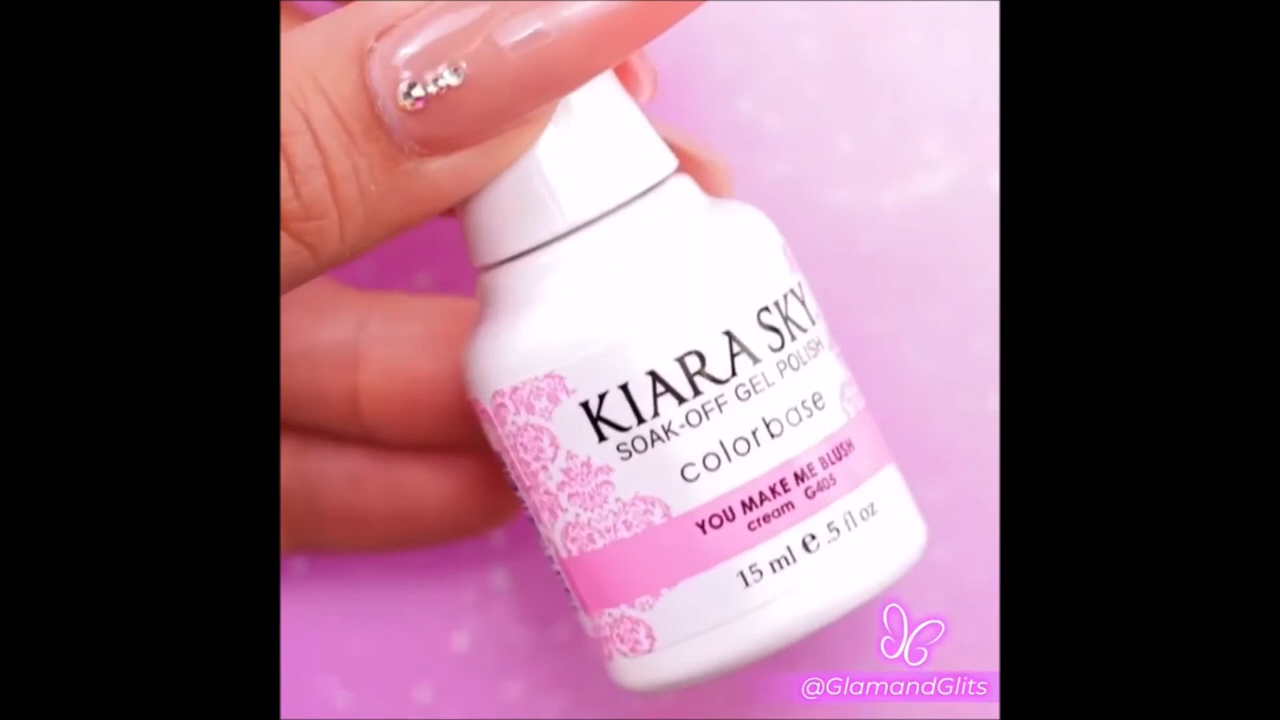 KIARA SKY
SOAK-OFF GEL POLISH
colorbase
YOU MAKE ME BLUSH
cream G405
15 ml e .5 fl oz
@GlamandGlits